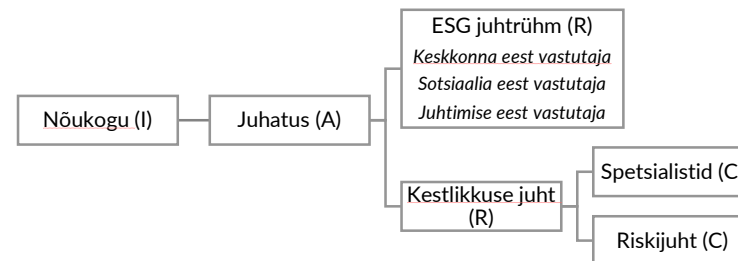 Nõukogu (I)
Juhatus (A)
ESG juhtrühm (R)
Keskkonna eest vastutaja
Sotsiaalia eest vastutaja
Juhtimise eest vastutaja
Kestlikkuse juht
(R)
Spetsialistid (C
Riskijuht (C)